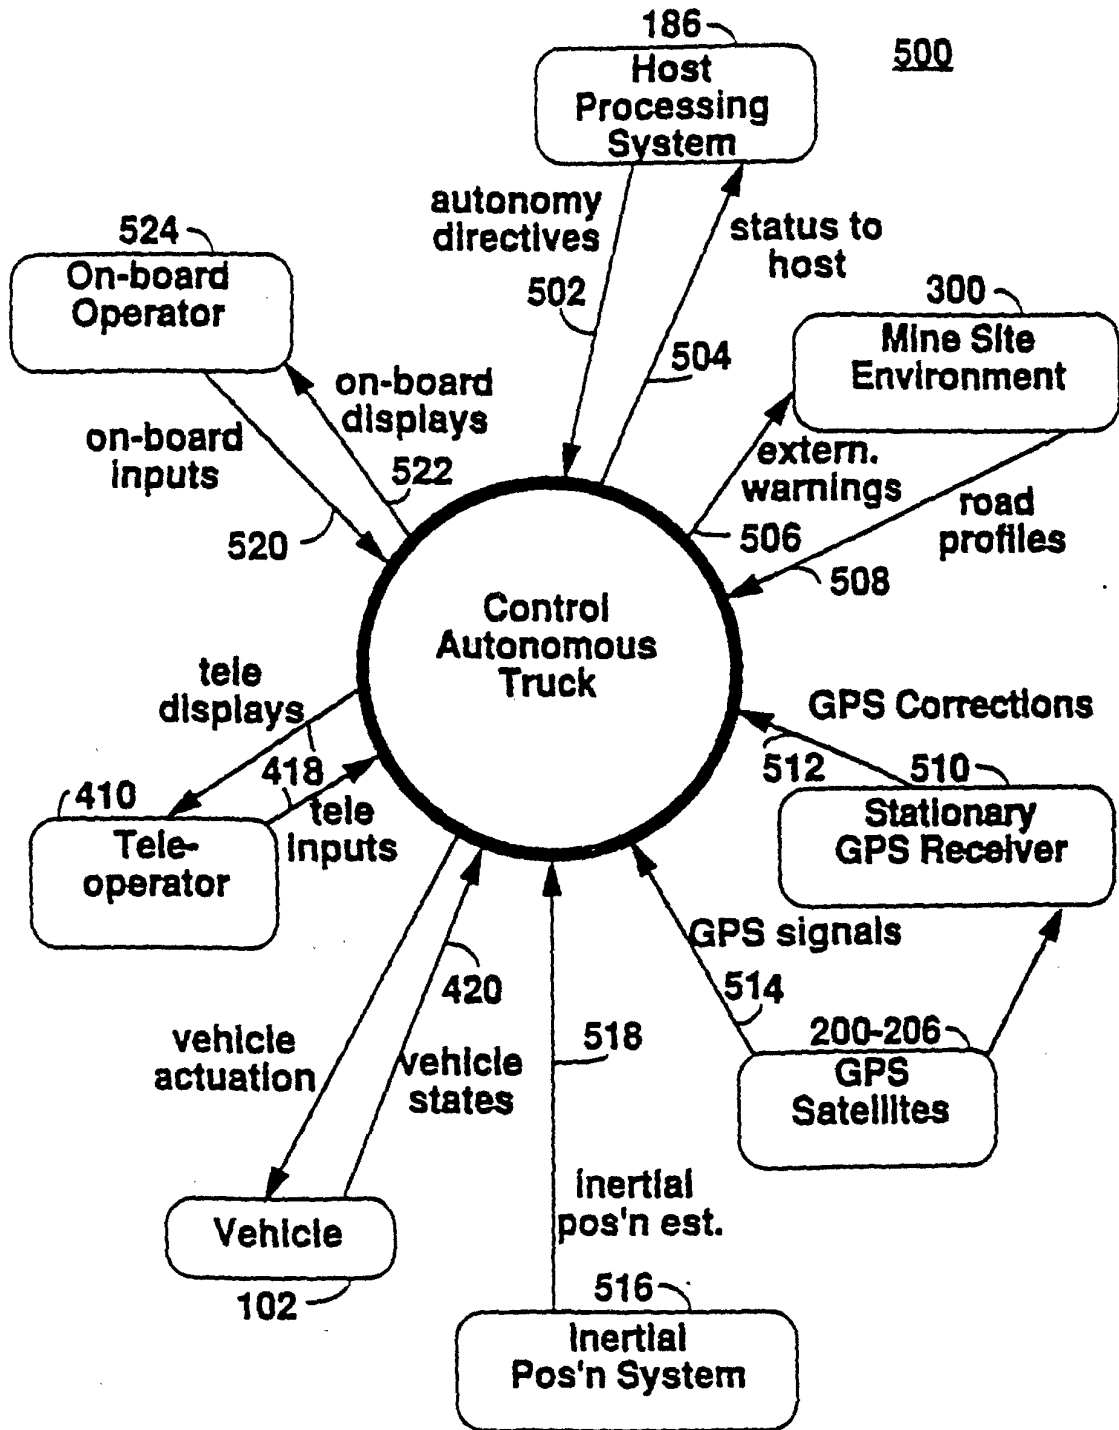 186
500
Host
Processing
System
autonomy
directives
502
status to
host
504
524
On-board
Operator
on-board
displays
522
on-board
inputs
520
300
Mine Site
Environment
extern.
warnings
506
road
profiles
508
Control
Autonomous
Truck
tele
displays
418
418
tele
inputs
410
Tele-
operator
GPS Corrections
512
510
Stationary
GPS Receiver
GPS signals
514
200-206
GPS
Satellites
420
vehicle
actuation
vehicle
states
518
inertial
pos'n est.
Vehicle
102
516
Inertial
Pos'n System